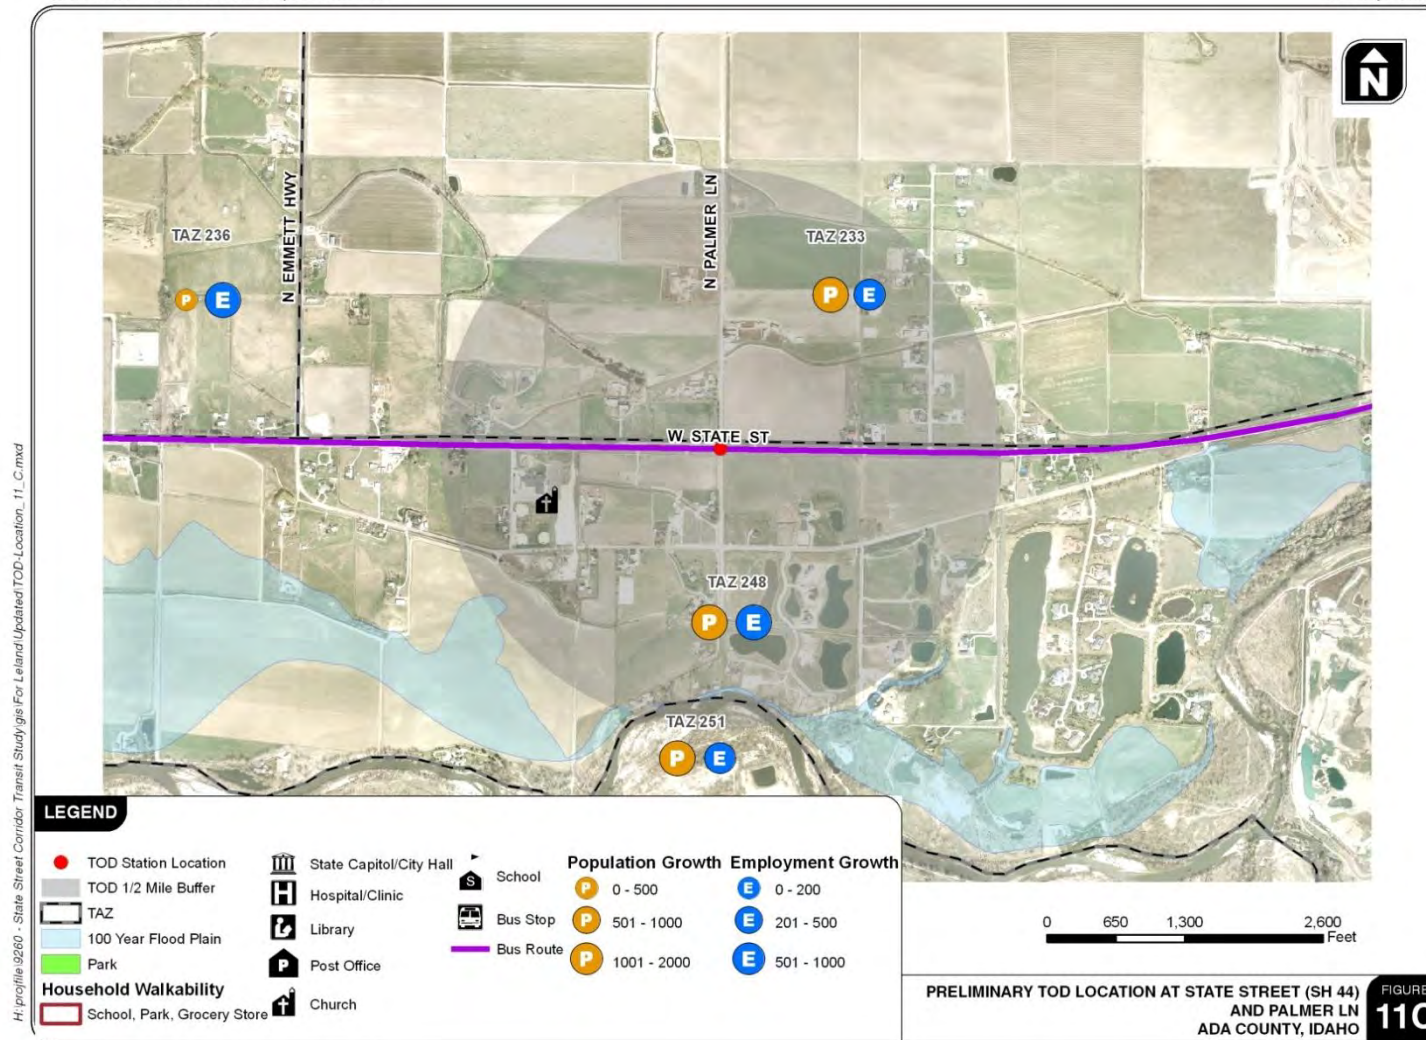 N
N EMMETT HWY
N PALMER LN
TAZ 236
TAZ 233
P E
P E
W STATE ST
TAZ 248
P E
TAZ 251
P E
H:\projfile\9260 - State Street Corridor Transit Study\gis\For Leland\Updated\TOD-Location_11_C.mxd
LEGEND
TOD Station Location
TOD 1/2 Mile Buffer
TAZ
100 Year Flood Plain
Park
Household Walkability
School, Park, Grocery Store
State Capitol/City Hall
H Hospital/Clinic
Library
P Post Office
Church
S School
Bus Stop
Bus Route
Population Growth
P 0 - 500
P 501 - 1000
P 1001 - 2000
Employment Growth
E 0 - 200
E 201 - 500
E 501 - 1000
0 650 1,300 2,600
Feet
PRELIMINARY TOD LOCATION AT STATE STREET (SH 44)
AND PALMER LN
ADA COUNTY, IDAHO
FIGURE
11C